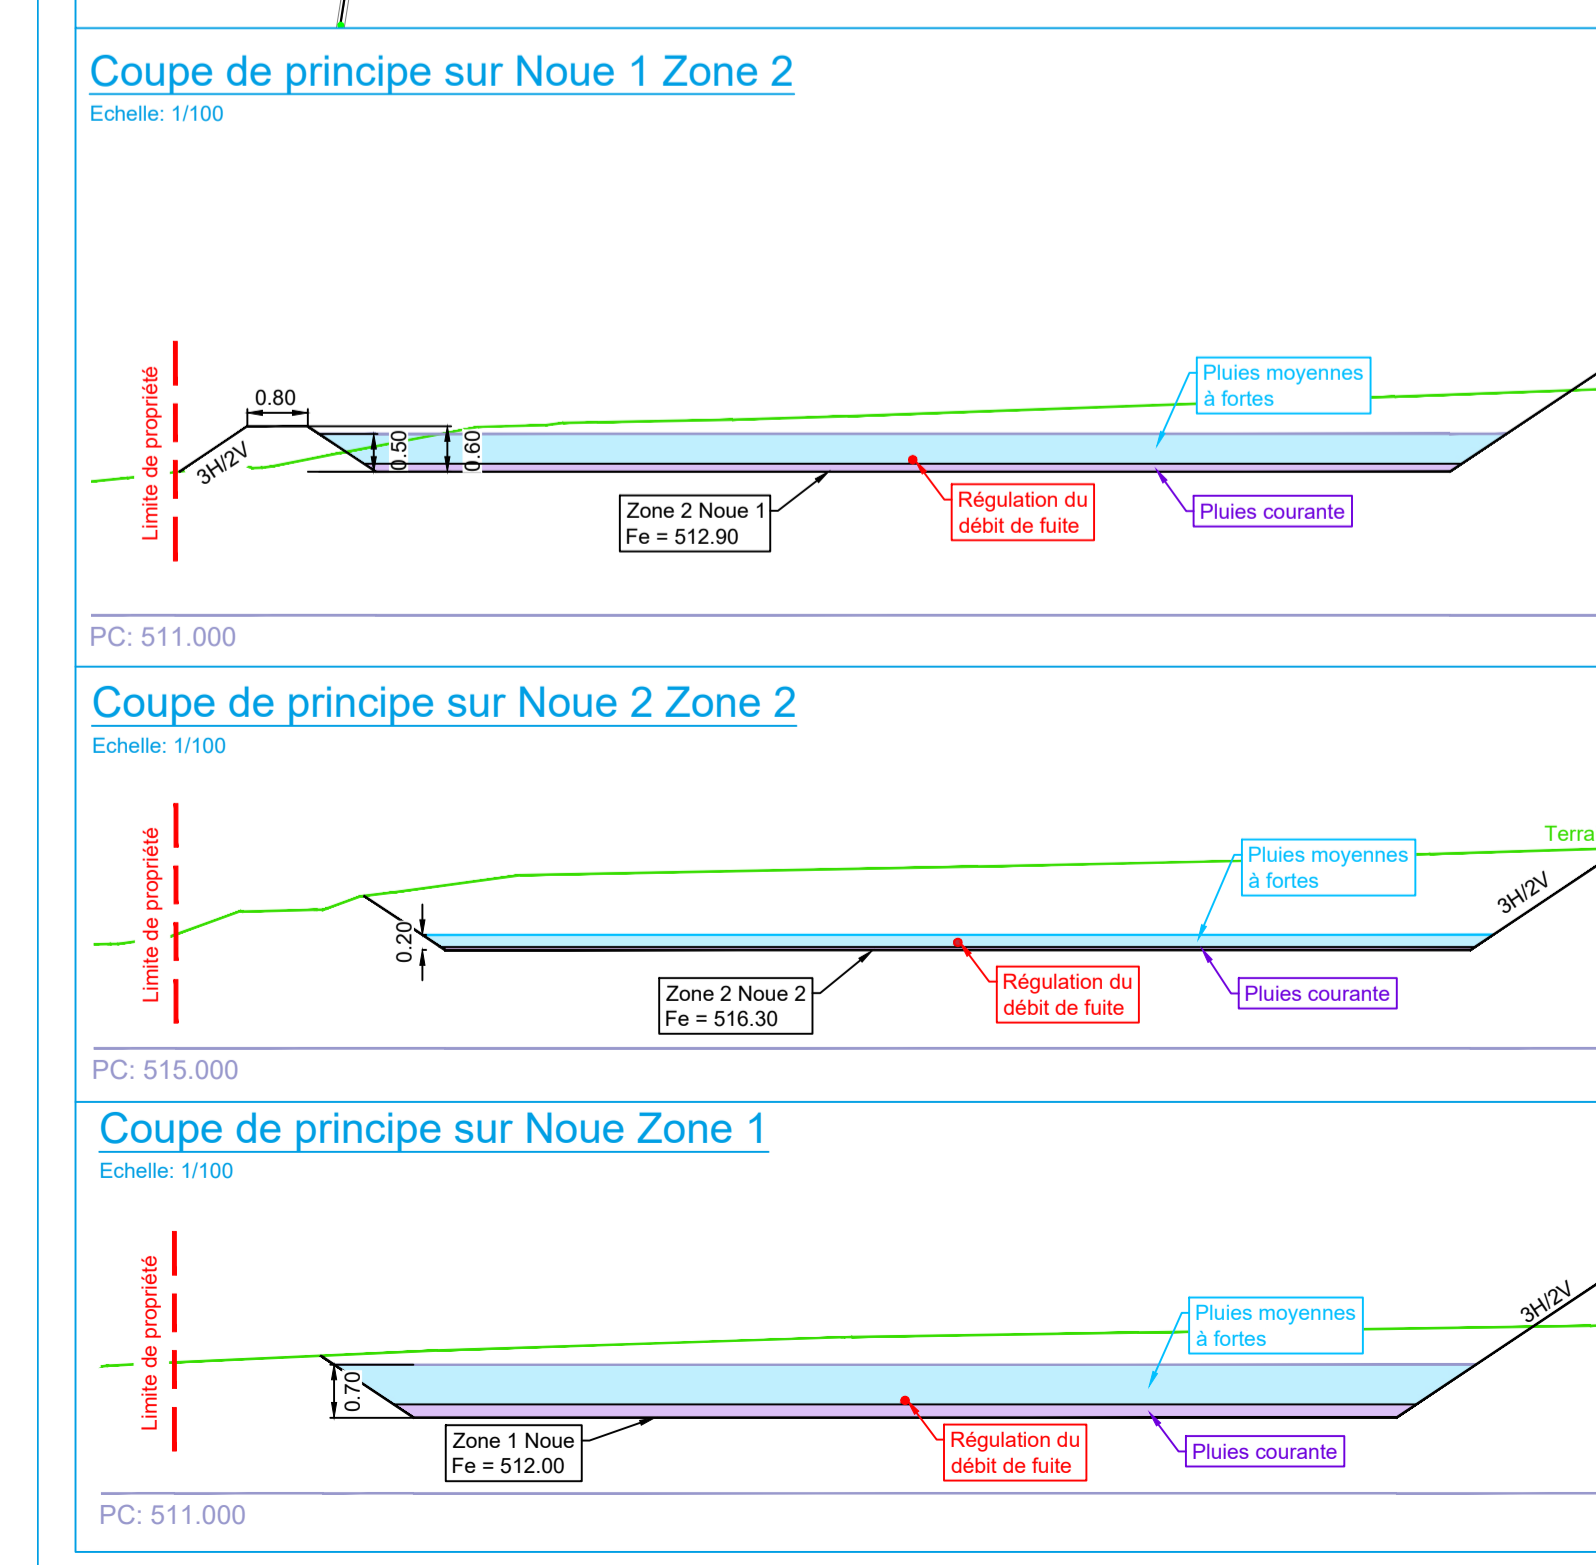 Coupe de principe sur Noue 1 Zone 2
Echelle: 1/100
Limite de propriété
0.80
3H/2V
0.50
0.60
Pluies moyennes
à fortes
Zone 2 Noue 1
Fe = 512.90
Régulation du
débit de fuite
Pluies courante
PC: 511.000
Coupe de principe sur Noue 2 Zone 2
Echelle: 1/100
Limite de propriété
0.20
Pluies moyennes
à fortes
Terra
3H/2V
Zone 2 Noue 2
Fe = 516.30
Régulation du
débit de fuite
Pluies courante
PC: 515.000
Coupe de principe sur Noue Zone 1
Echelle: 1/100
Limite de propriété
0.70
Pluies moyennes
à fortes
3H/2V
Zone 1 Noue
Fe = 512.00
Régulation du
débit de fuite
Pluies courante
PC: 511.000